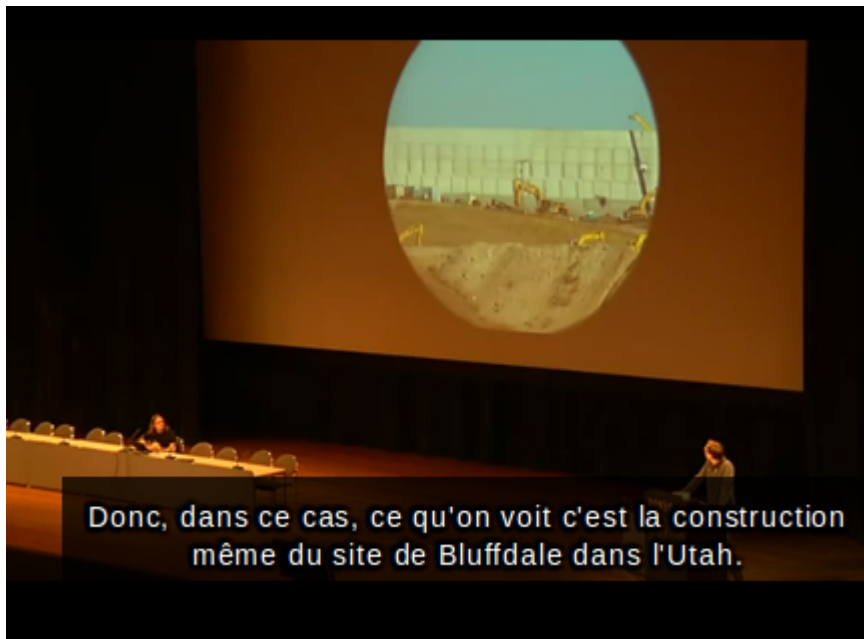 Donc, dans ce cas, ce qu'on voit c'est la construction
même du site de Bluffdale dans l'Utah.